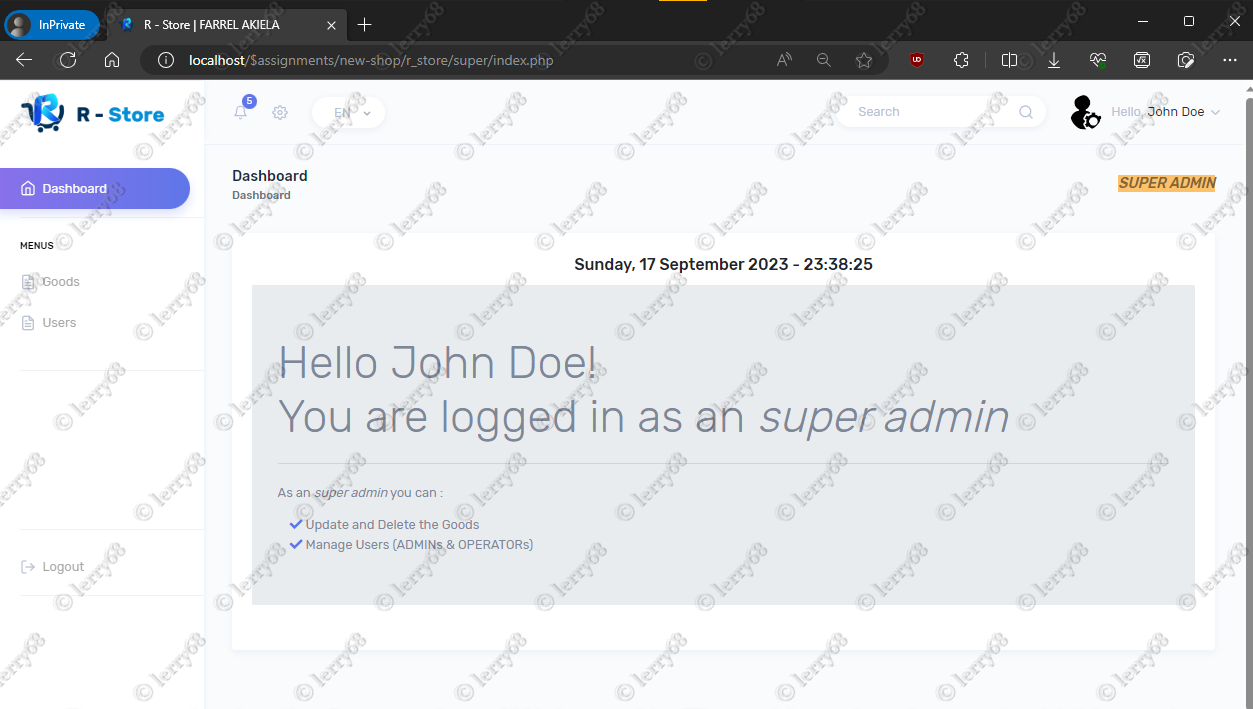 InPrivate
R - Store | FARREL AKIELA
localhost/$assignments/new-shop/r_store/super/index.php
R - Store
5
EN
Search
Hello, John Doe
Dashboard
Dashboard
Dashboard
SUPER ADMIN
MENUS
Goods
Users
Logout
Sunday, 17 September 2023 - 23:38:25
Hello John Doe!
You are logged in as an super admin
As an super admin you can :
Update and Delete the Goods
Manage Users (ADMINs & OPERATORs)
© lerry68